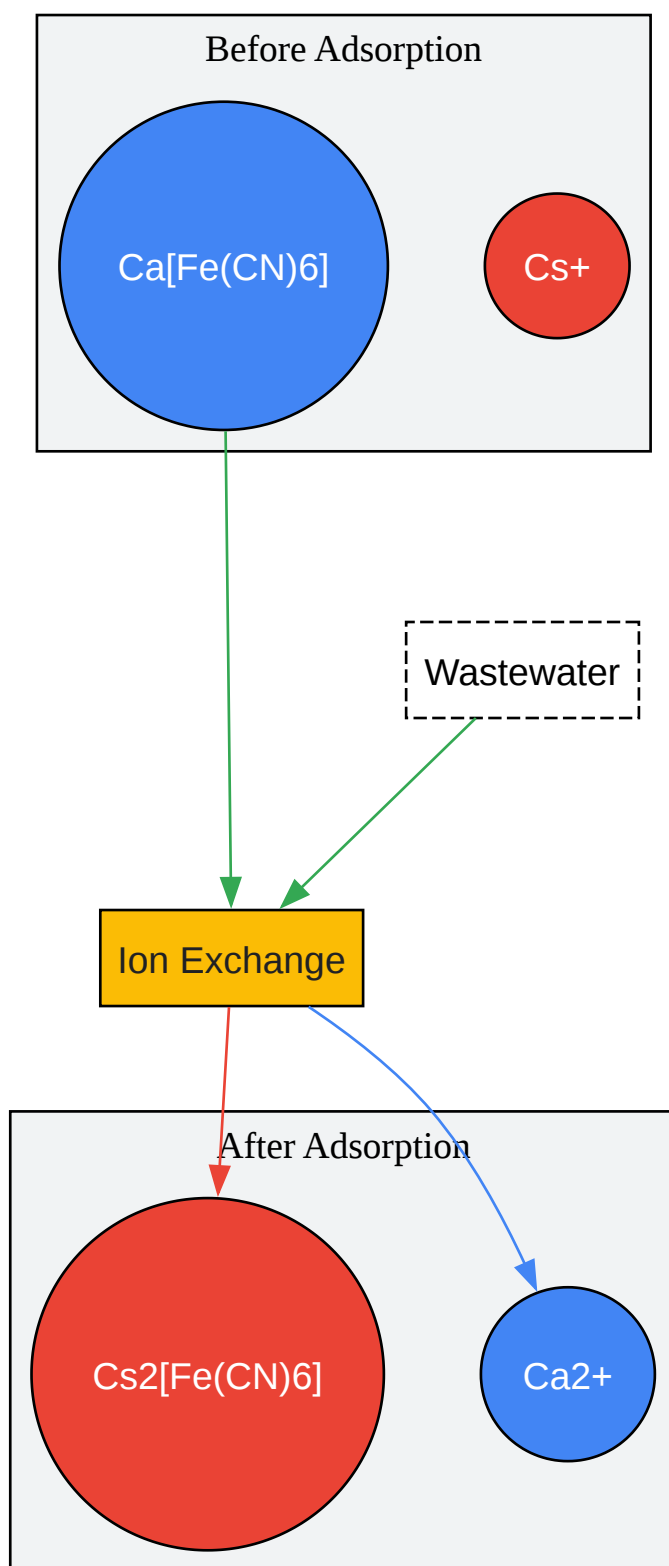 Before Adsorption
Ca[Fe(CN)6]
Cs+
Wastewater
Ion Exchange
After Adsorption
Cs2[Fe(CN)6]
Ca2+